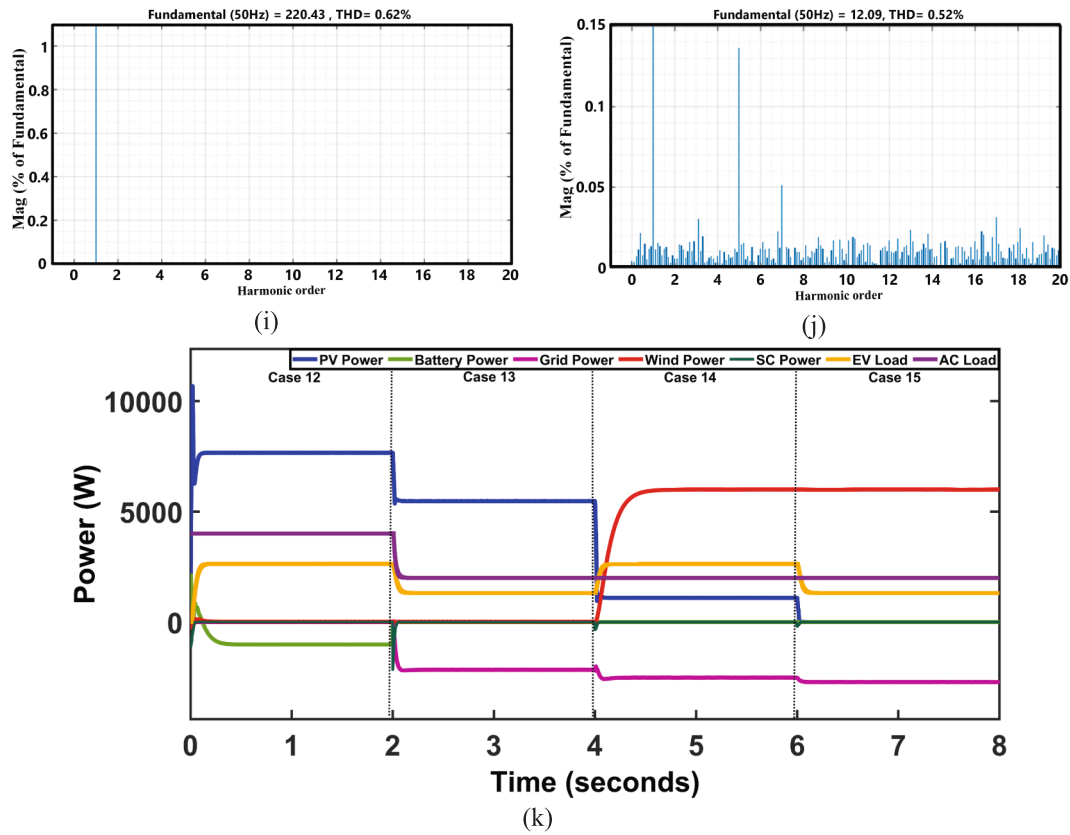 Fundamental (50Hz) = 220.43 , THD= 0.62%
Mag (% of Fundamental)
1
0.8
0.6
0.4
0.2
0
0 2 4 6 8 10 12 14 16 18 20
Harmonic order
(i)
Fundamental (50Hz) = 12.09, THD= 0.52%
Mag (% of Fundamental)
0.15
0.1
0.05
0
0 2 4 6 8 10 12 14 16 18 20
Harmonic order
(j)
PV Power Battery Power Grid Power Wind Power SC Power EV Load AC Load
Case 12 Case 13 Case 14 Case 15
Power (W)
10000
5000
0
0 1 2 3 4 5 6 7 8
Time (seconds)
(k)